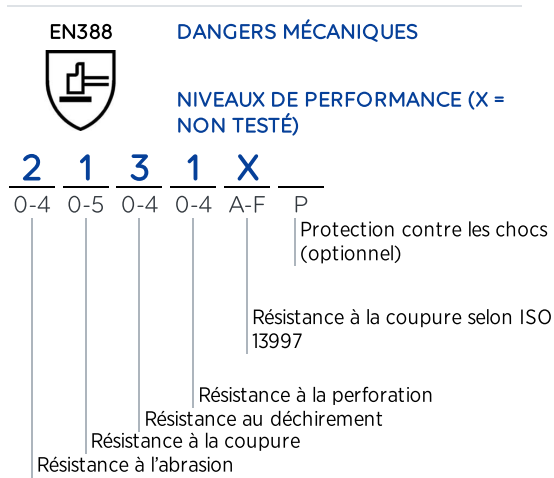 EN388
DANGERS MÉCANIQUES
NIVEAUX DE PERFORMANCE (X =
NON TESTÉ)
2 1 3 1 X
0-4 0-5 0-4 0-4 A-F P
Protection contre les chocs
(optionnel)
Résistance à la coupure selon ISO
13997
Résistance à la perforation
Résistance au déchirement
Résistance à la coupure
Résistance à l'abrasion